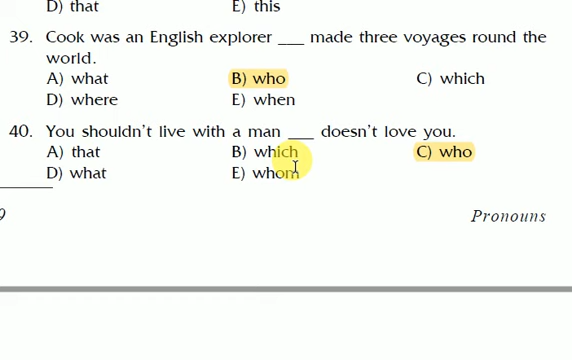 D) that E) this
39. Cook was an English explorer ___ made three voyages round the
world.
A) what B) who C) which
D) where E) when
40. You shouldn't live with a man ___ doesn't love you.
A) that B) which C) who
D) what E) whom
9 Pronouns